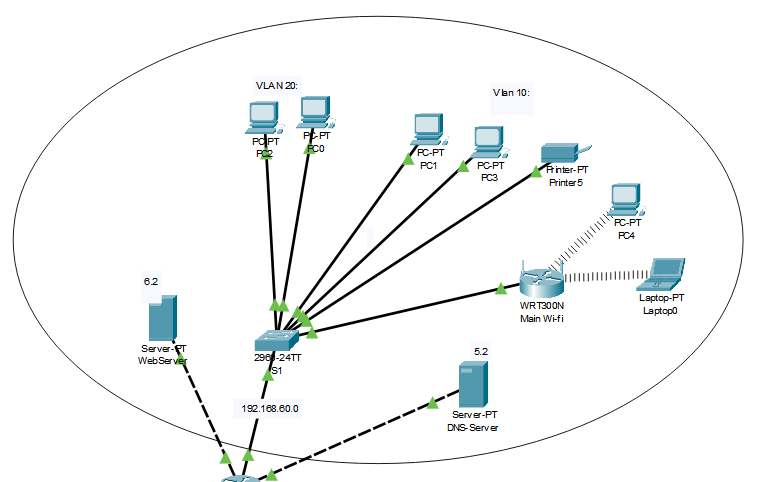 VLAN 20:
Vlan 10:
PC-PT
PC2
PC-PT
PC0
PC-PT
PC1
PC-PT
PC3
Printer-PT
Printer5
PC-PT
PC4
6.2
Laptop-PT
Laptop0
WRT300N
Main Wi-fi
Server-PT
WebServer
2960-24TT
S1
5.2
192.168.60.0
Server-PT
DNS-Server